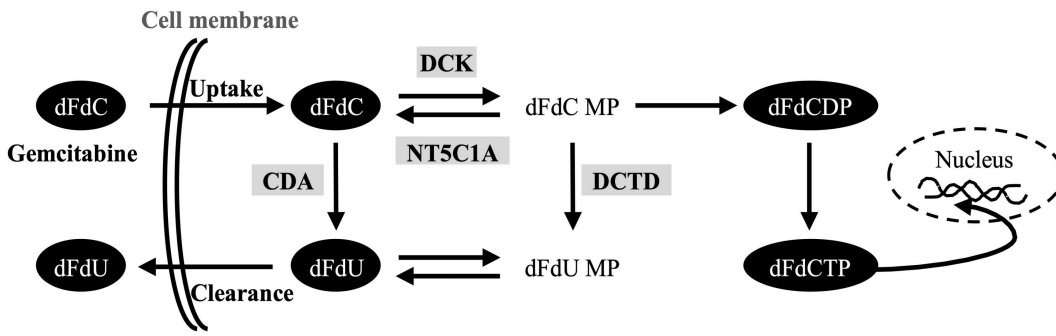 Cell membrane
DCK
dFdC
Uptake
dFdC
dFdC MP
dFdCDP
Gemcitabine
NT5C1A
Nucleus
CDA
DCTD
dFdU
dFdU
dFdU MP
dFdCTP
Clearance